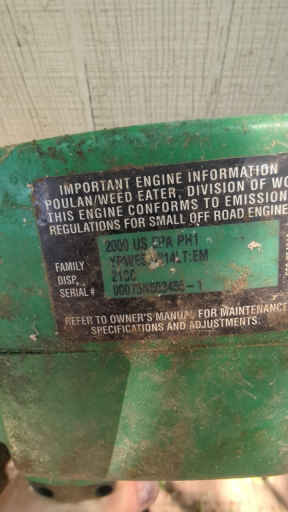 IMPORTANT ENGINE INFORMATION
POULAN/WEED EATER, DIVISION OF WO
THIS ENGINE CONFORMS TO EMISSION
REGULATIONS FOR SMALL OFF ROAD ENGINE
2000 US EPA PH1
FAMILY
DISP. 21CC
SERIAL #
REFER TO OWNER'S MANUAL FOR MAINTENANCE
SPECIFICATIONS AND ADJUSTMENTS.